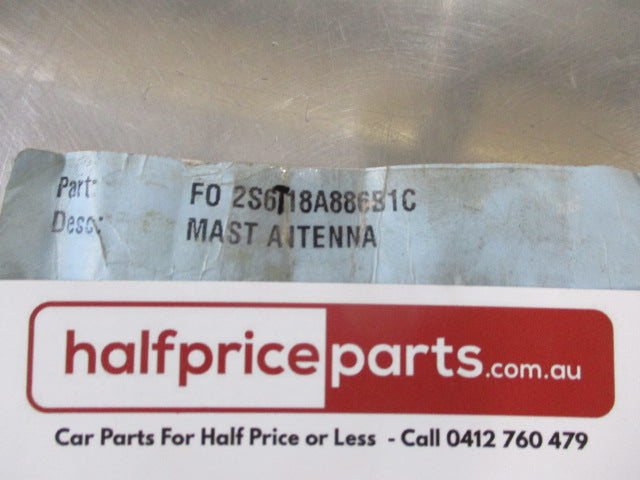 Part: FO 2S6T18A886B1C
Desc: MAST ANTENNA
halfpriceparts.com.au
Car Parts For Half Price or Less - Call 0412 760 479